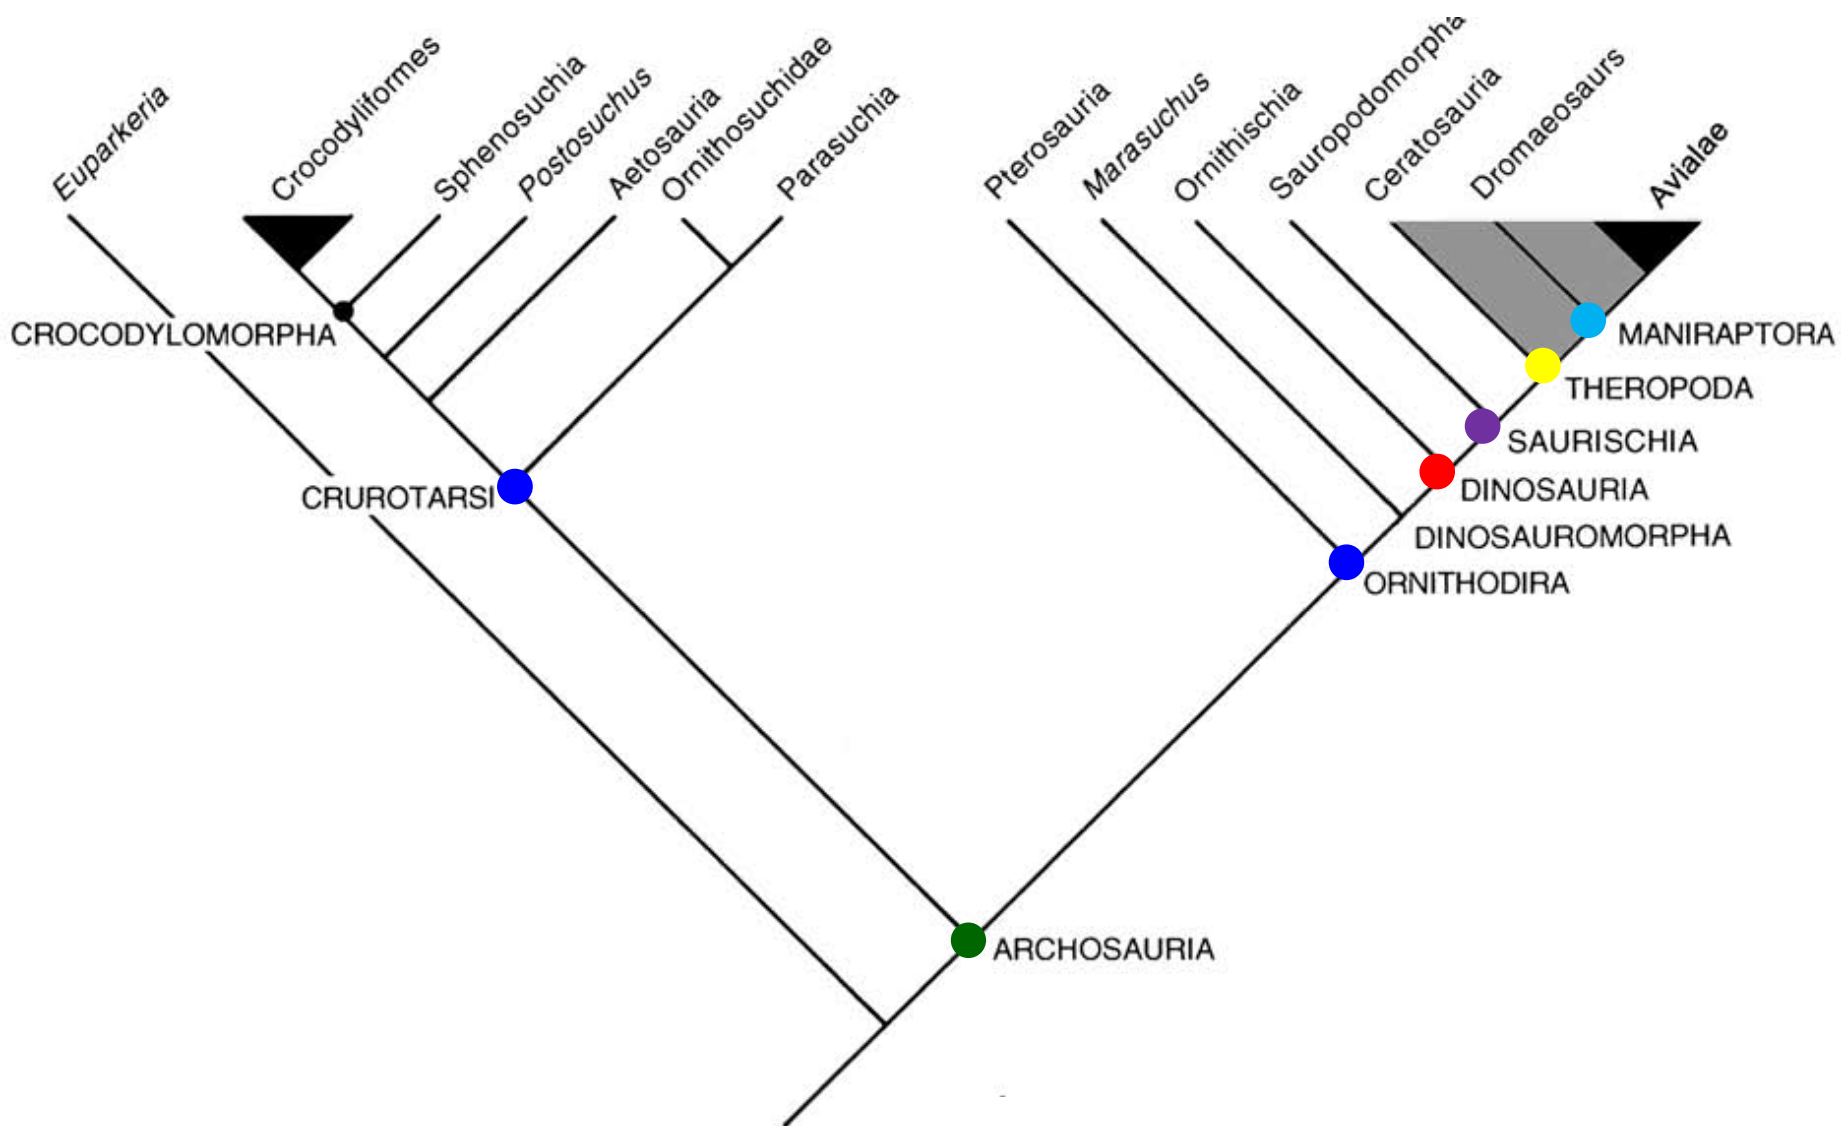 Euparkeria
Crocodyliformes
Sphenosuchia
Postosuchus
Aetosauria
Ornithosuchidae
Parasuchia
Pterosauria
Marasuchus
Ornithischia
Sauropodomorpha
Ceratosauria
Dromaeosaurs
Avialae
CROCODYLOMORPHA
MANIRAPTORA
THEROPODA
SAURISCHIA
CRUROTARSI
DINOSAURIA
DINOSAUROMORPHA
ORNITHODIRA
ARCHOSAURIA